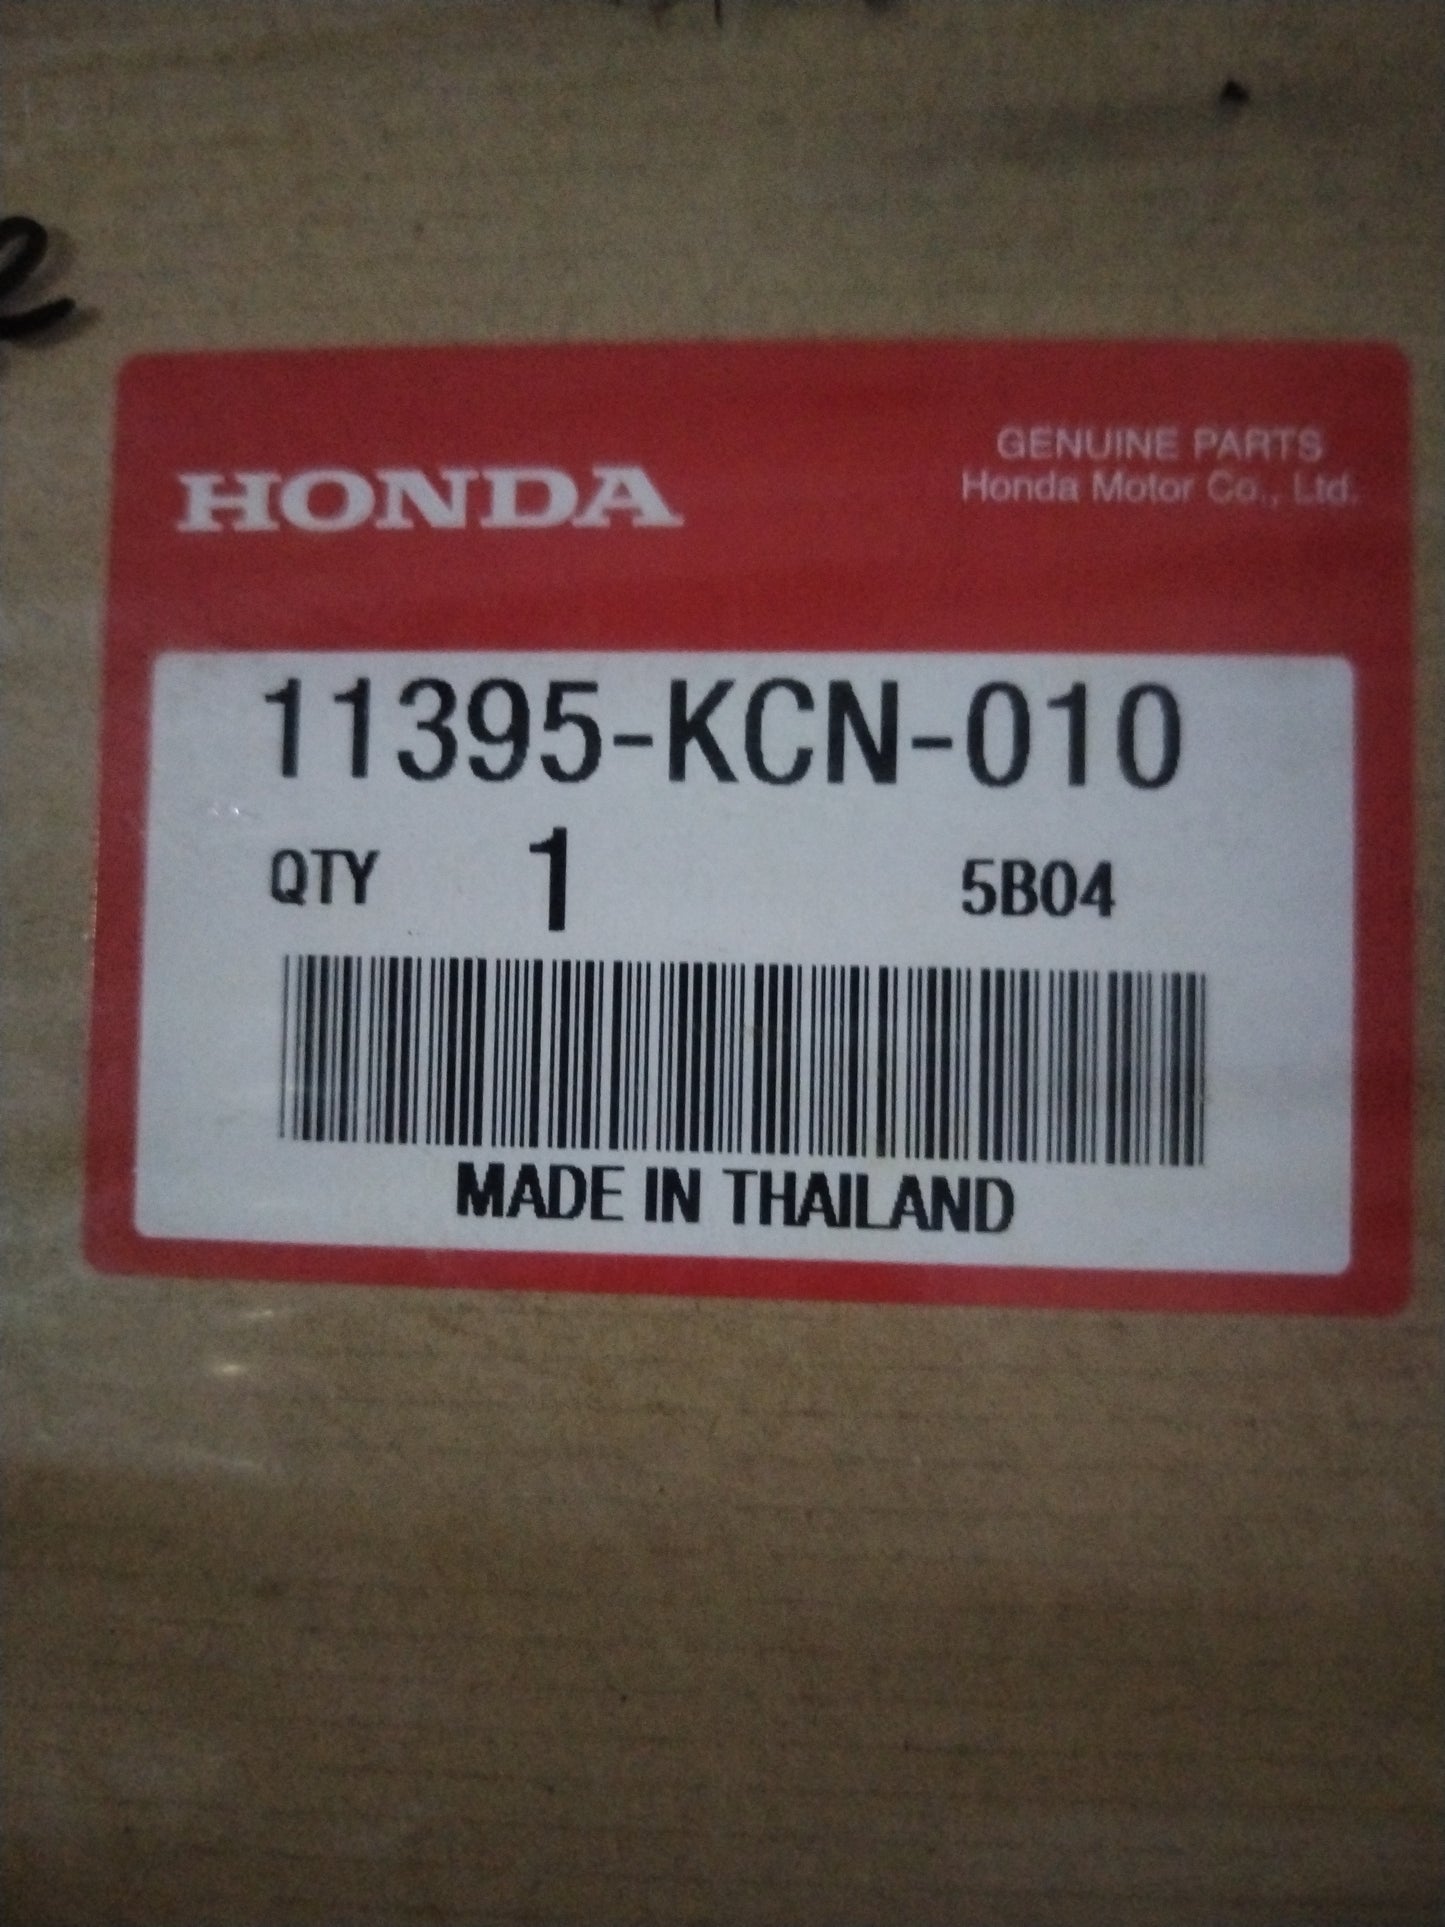 HONDA
GENUINE PARTS
Honda Motor Co., Ltd.
11395-KCN-010
QTY 1 5B04
MADE IN THAILAND